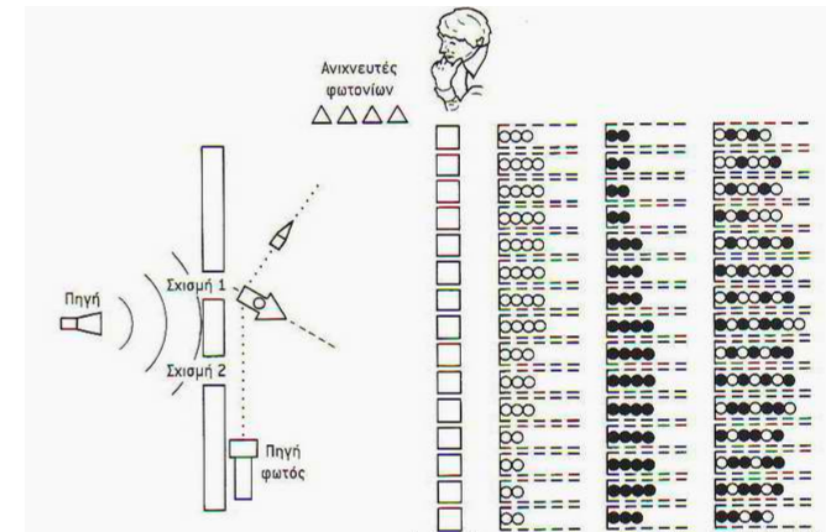 Ανιχνευτές
φωτονίων
Σχισμή 1
Πηγή
Σχισμή 2
Πηγή
φωτός